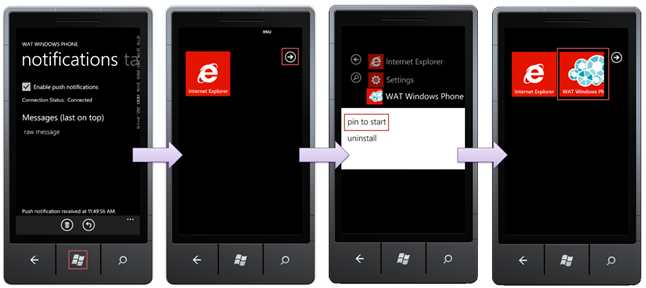 WAT WINDOWS PHONE
notifications ta
Enable push notifications
Connection Status: Connected
Messages (last on top)
raw message
Push notification received at 11:49:56 AM.
ENU
Internet Explorer
Internet Explorer
Settings
WAT Windows Phone
pin to start
uninstall
Internet Explorer
WAT Windows Ph